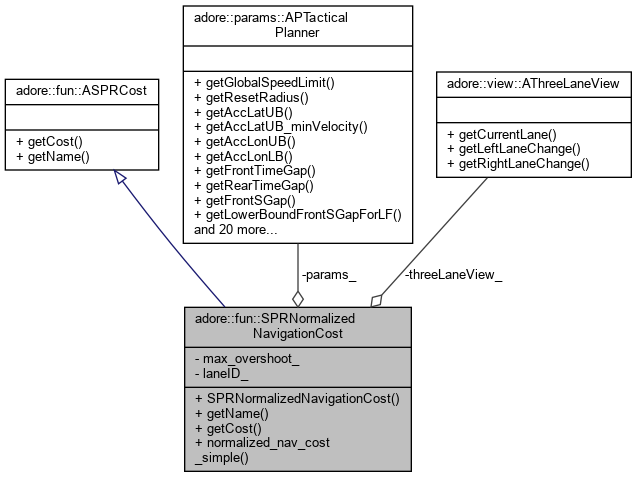 adore::params::APTactical
Planner
+ getGlobalSpeedLimit()
+ getResetRadius()
+ getAccLatUB()
+ getAccLatUB_minVelocity()
+ getAccLonUB()
+ getAccLonLB()
+ getFrontTimeGap()
+ getRearTimeGap()
+ getFrontSGap()
+ getLowerBoundFrontSGapForLF()
and 20 more...
adore::fun::ASPRCost
+ getCost()
+ getName()
adore::view::AThreeLaneView
+ getCurrentLane()
+ getLeftLaneChange()
+ getRightLaneChange()
-params_
-threeLaneView_
adore::fun::SPRNormalized
NavigationCost
- max_overshoot_
- laneID_
+ SPRNormalizedNavigationCost()
+ getName()
+ getCost()
+ normalized_nav_cost
_simple()